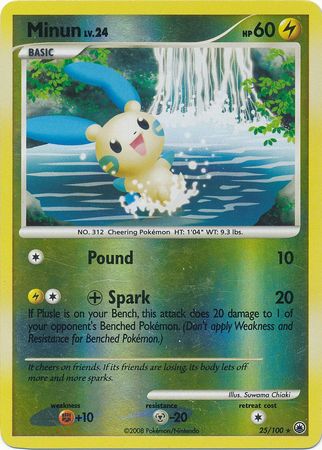 Minun LV.24 HP 60
BASIC
NO. 312 Cheering Pokémon HT: 1'04" WT: 9.3 lbs.
Pound 10
Spark 20
If Plusle is on your Bench, this attack does 20 damage to 1 of
your opponent's Benched Pokémon. (Don't apply Weakness and
Resistance for Benched Pokémon.)
It cheers on friends. If its friends are losing, its body lets off
more and more sparks.
Illus. Suwama Chiaki
weakness resistance retreat cost
+10 -20
©2008 Pokémon/Nintendo 25/100 ★